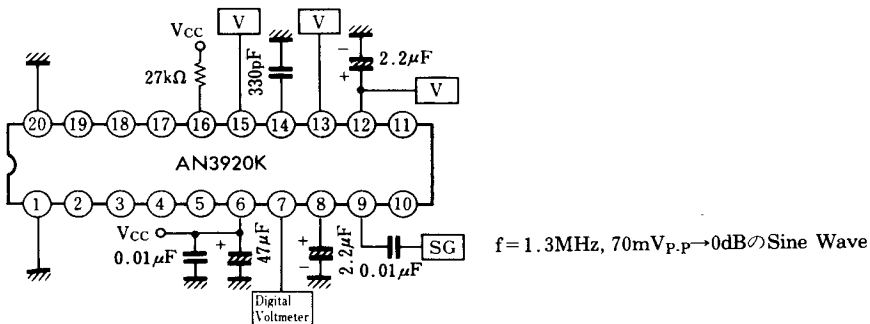 V V
Vcc 2.2μF
27kΩ 330pF − + V
20 19 18 17 16 15 14 13 12 11
AN3920K
1 2 3 4 5 6 7 8 9 10
Vcc + 47μF + − 2.2μF SG f=1.3MHz, 70mVP-P→0dBのSine Wave
0.01μF 0.01μF
Digital
Voltmeter